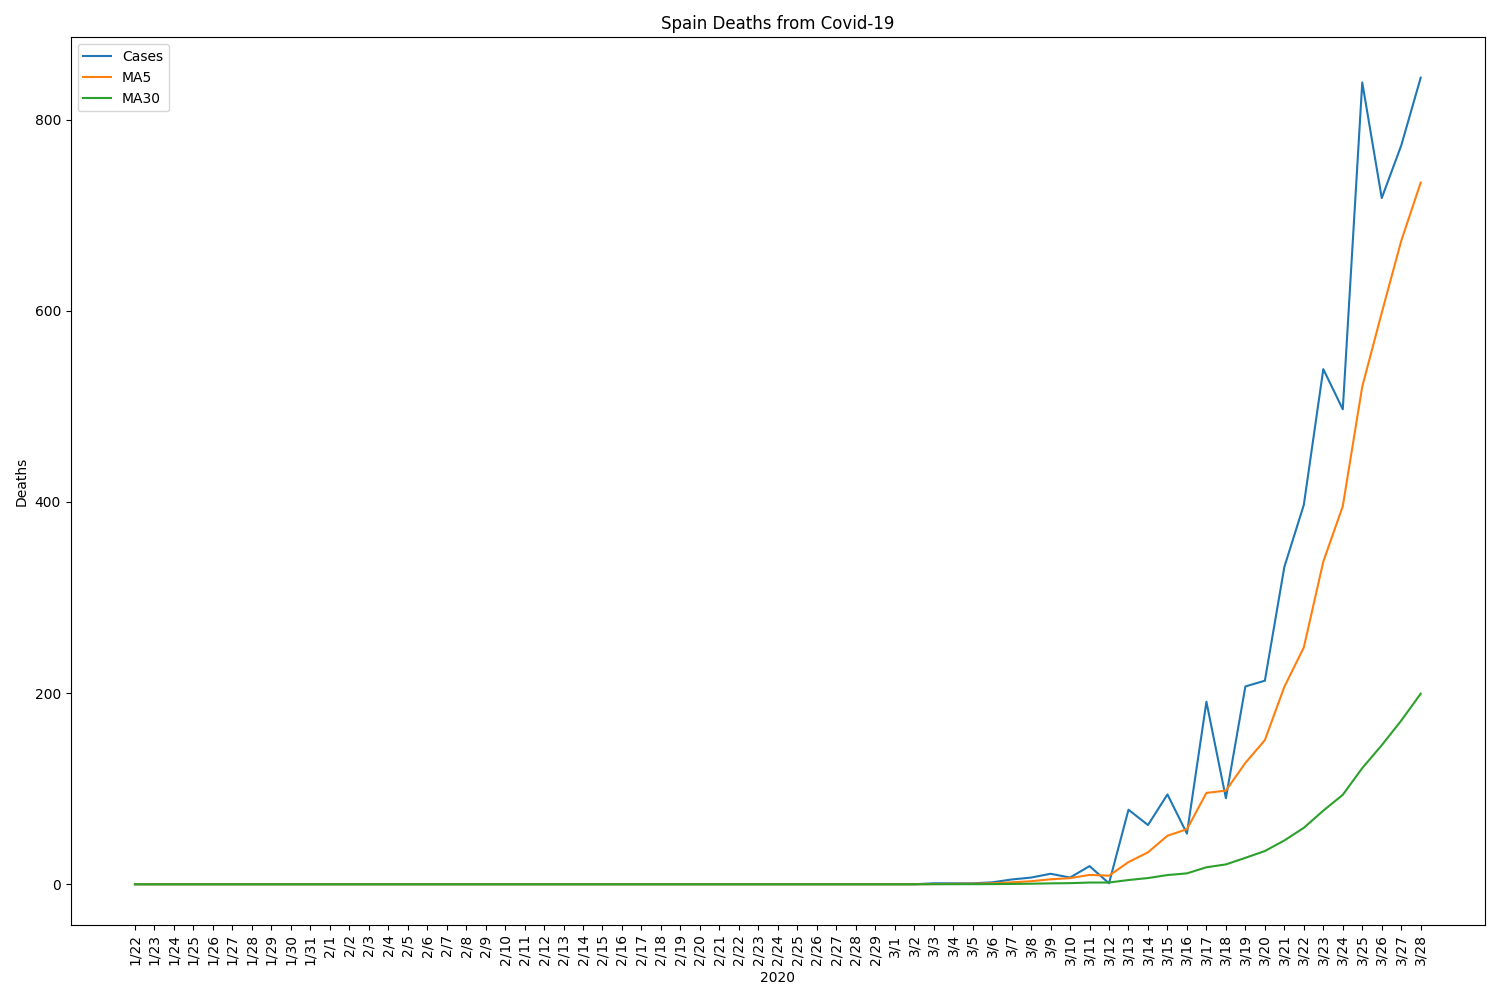 Spain Deaths from Covid-19
Cases
MA5
MA30
Deaths
800
600
400
200
0
1/22 1/23 1/24 1/25 1/26 1/27 1/28 1/29 1/30 1/31 2/1 2/2 2/3 2/4 2/5 2/6 2/7 2/8 2/9 2/10 2/11 2/12 2/13 2/14 2/15 2/16 2/17 2/18 2/19 2/20 2/21 2/22 2/23 2/24 2/25 2/26 2/27 2/28 2/29 3/1 3/2 3/3 3/4 3/5 3/6 3/7 3/8 3/9 3/10 3/11 3/12 3/13 3/14 3/15 3/16 3/17 3/18 3/19 3/20 3/21 3/22 3/23 3/24 3/25 3/26 3/27 3/28
2020